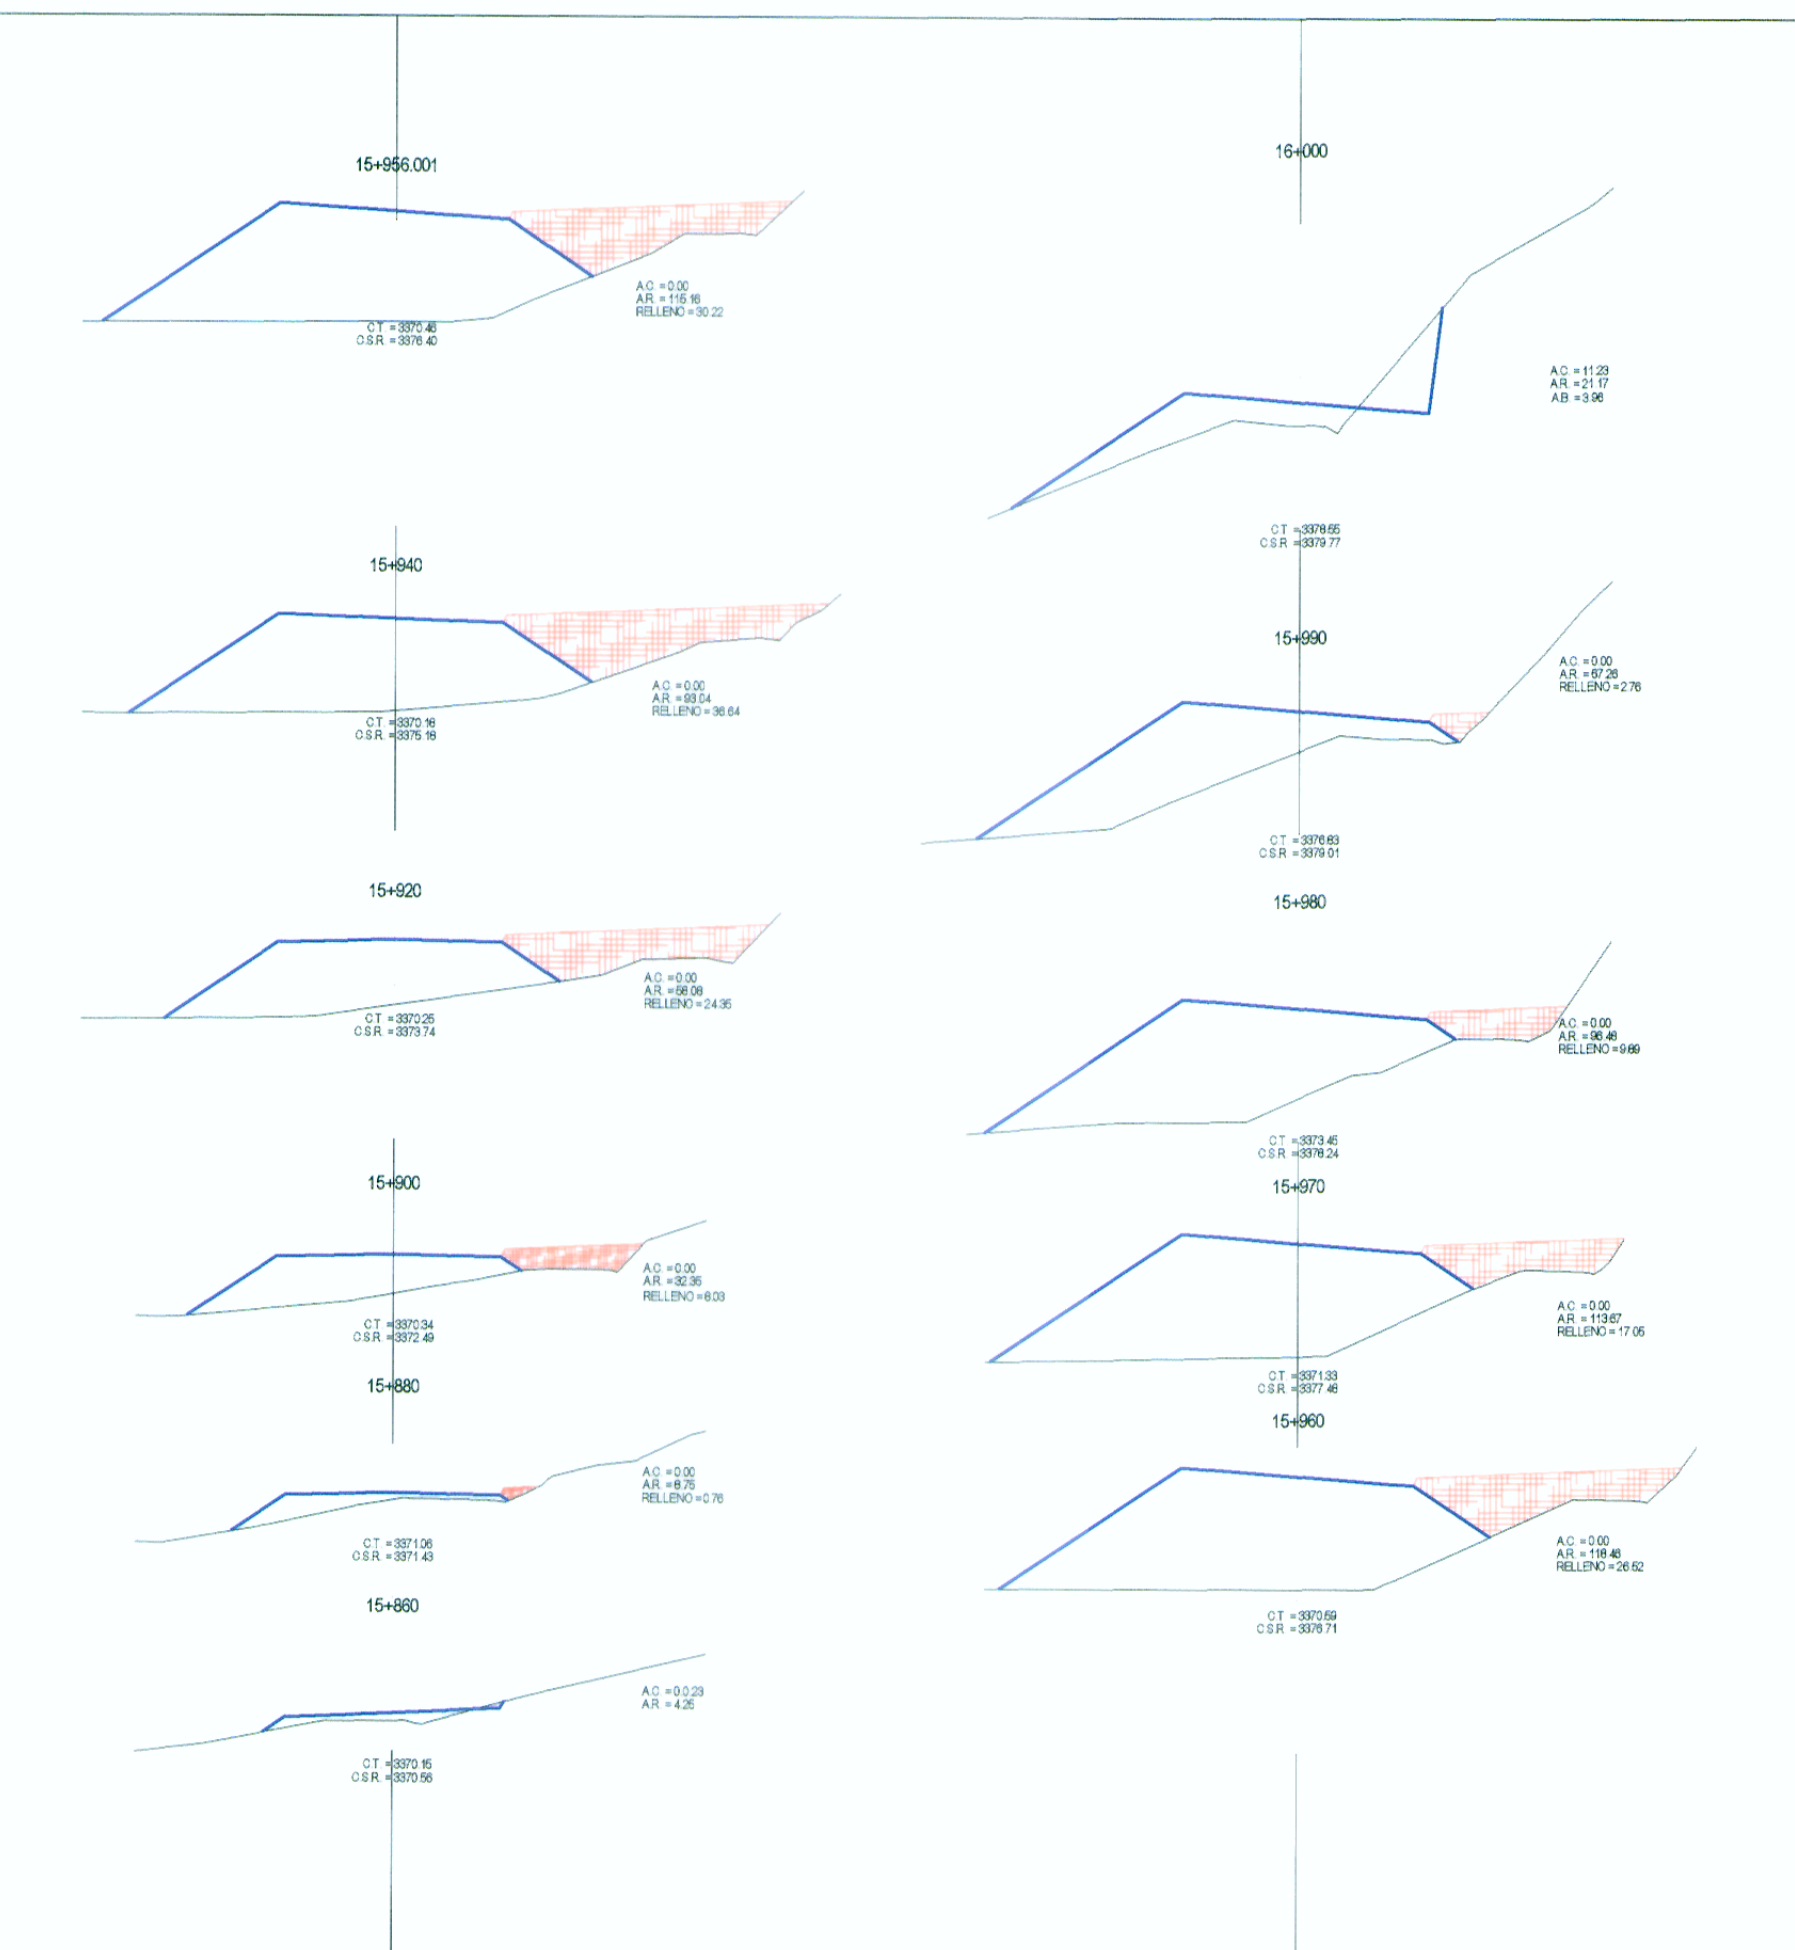 15+956.001
A.C. =0.00
A.R. =115.16
RELLENO =30.22
C.T. =3370.46
C.S.R. =3376.40
15+940
A.C. =0.00
A.R. =93.04
RELLENO =36.64
C.T. =3370.16
C.S.R. =3375.18
15+920
A.C. =0.00
A.R. =58.08
RELLENO =24.35
C.T. =3370.25
C.S.R. =3373.74
15+900
A.C. =0.00
A.R. =32.35
RELLENO =8.03
C.T. =3370.34
C.S.R. =3372.49
15+880
A.C. =0.00
A.R. =8.75
RELLENO =0.76
C.T. =3371.06
C.S.R. =3371.43
15+860
A.C. =0.0.23
A.R. =4.25
C.T. =3370.15
C.S.R. =3370.56
16+000
A.C. =11.23
A.R. =21.17
A.B. =3.96
C.T. =3378.55
C.S.R. =3379.77
15+990
A.C. =0.00
A.R. =67.26
RELLENO =2.76
C.T. =3376.83
C.S.R. =3379.01
15+980
A.C. =0.00
A.R. =96.48
RELLENO =9.89
C.T. =3373.45
C.S.R. =3378.24
15+970
A.C. =0.00
A.R. =113.67
RELLENO =17.05
C.T. =3371.33
C.S.R. =3377.48
15+960
A.C. =0.00
A.R. =118.46
RELLENO =26.52
C.T. =3370.59
C.S.R. =3376.71